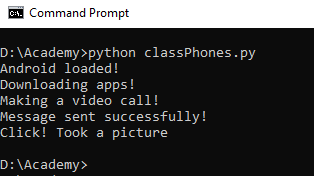 Command Prompt
D:\Academy>python classPhones.py
Android loaded!
Downloading apps!
Making a video call!
Message sent successfully!
Click! Took a picture
D:\Academy>